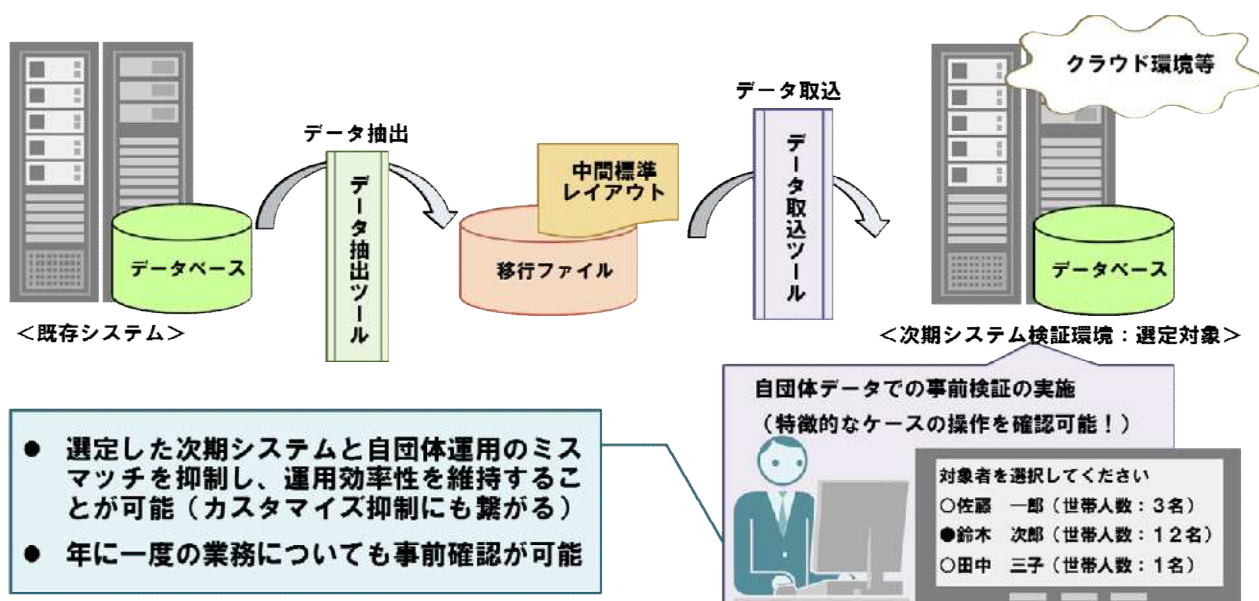 クラウド環境等
データ取込
データ抽出
データ抽出ツール
中間標準
レイアウト
データ取込ツール
データベース
移行ファイル
データベース
＜既存システム＞
＜次期システム検証環境：選定対象＞
自団体データでの事前検証の実施
（特徴的なケースの操作を確認可能！）
● 選定した次期システムと自団体運用のミス
マッチを抑制し、運用効率性を維持するこ
とが可能（カスタマイズ抑制にも繋がる）
● 年に一度の業務についても事前確認が可能
対象者を選択してください
○佐藤　一郎（世帯人数：３名）
●鈴木　次郎（世帯人数：１２名）
○田中　三子（世帯人数：１名）